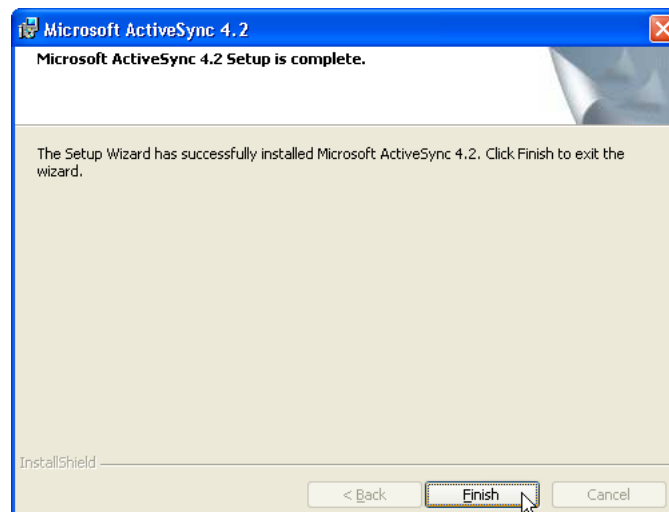 Microsoft ActiveSync 4.2
Microsoft ActiveSync 4.2 Setup is complete.
The Setup Wizard has successfully installed Microsoft ActiveSync 4.2. Click Finish to exit the
wizard.
InstallShield
< Back Finish Cancel